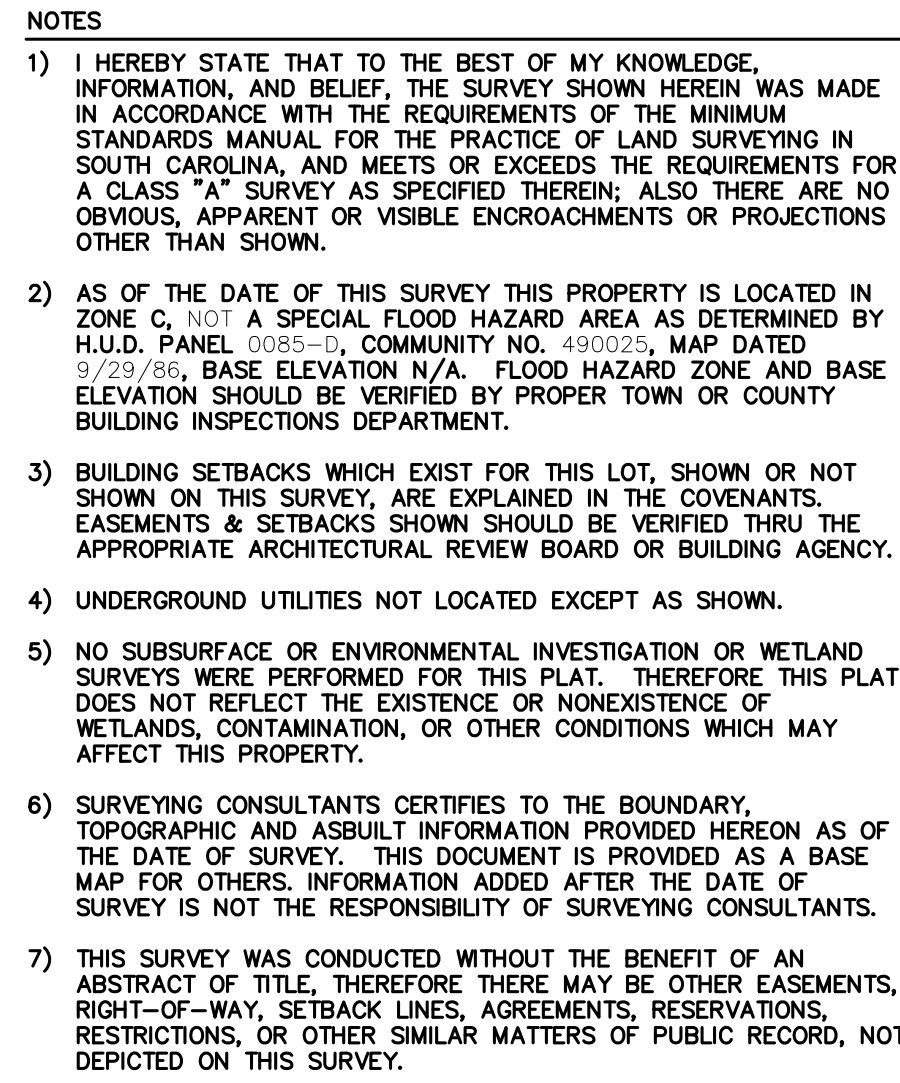 NOTES
1) I HEREBY STATE THAT TO THE BEST OF MY KNOWLEDGE,
INFORMATION, AND BELIEF, THE SURVEY SHOWN HEREIN WAS MADE
IN ACCORDANCE WITH THE REQUIREMENTS OF THE MINIMUM
STANDARDS MANUAL FOR THE PRACTICE OF LAND SURVEYING IN
SOUTH CAROLINA, AND MEETS OR EXCEEDS THE REQUIREMENTS FOR
A CLASS "A" SURVEY AS SPECIFIED THEREIN; ALSO THERE ARE NO
OBVIOUS, APPARENT OR VISIBLE ENCROACHMENTS OR PROJECTIONS
OTHER THAN SHOWN.
2) AS OF THE DATE OF THIS SURVEY THIS PROPERTY IS LOCATED IN
ZONE C, NOT A SPECIAL FLOOD HAZARD AREA AS DETERMINED BY
H.U.D. PANEL 0085-D, COMMUNITY NO. 490025, MAP DATED
9/29/86, BASE ELEVATION N/A. FLOOD HAZARD ZONE AND BASE
ELEVATION SHOULD BE VERIFIED BY PROPER TOWN OR COUNTY
BUILDING INSPECTIONS DEPARTMENT.
3) BUILDING SETBACKS WHICH EXIST FOR THIS LOT, SHOWN OR NOT
SHOWN ON THIS SURVEY, ARE EXPLAINED IN THE COVENANTS.
EASEMENTS & SETBACKS SHOWN SHOULD BE VERIFIED THRU THE
APPROPRIATE ARCHITECTURAL REVIEW BOARD OR BUILDING AGENCY.
4) UNDERGROUND UTILITIES NOT LOCATED EXCEPT AS SHOWN.
5) NO SUBSURFACE OR ENVIRONMENTAL INVESTIGATION OR WETLAND
SURVEYS WERE PERFORMED FOR THIS PLAT. THEREFORE THIS PLAT
DOES NOT REFLECT THE EXISTENCE OR NONEXISTENCE OF
WETLANDS, CONTAMINATION, OR OTHER CONDITIONS WHICH MAY
AFFECT THIS PROPERTY.
6) SURVEYING CONSULTANTS CERTIFIES TO THE BOUNDARY,
TOPOGRAPHIC AND ASBUILT INFORMATION PROVIDED HEREON AS OF
THE DATE OF SURVEY. THIS DOCUMENT IS PROVIDED AS A BASE
MAP FOR OTHERS. INFORMATION ADDED AFTER THE DATE OF
SURVEY IS NOT THE RESPONSIBILITY OF SURVEYING CONSULTANTS.
7) THIS SURVEY WAS CONDUCTED WITHOUT THE BENEFIT OF AN
ABSTRACT OF TITLE, THEREFORE THERE MAY BE OTHER EASEMENTS,
RIGHT-OF-WAY, SETBACK LINES, AGREEMENTS, RESERVATIONS,
RESTRICTIONS, OR OTHER SIMILAR MATTERS OF PUBLIC RECORD, NOT
DEPICTED ON THIS SURVEY.